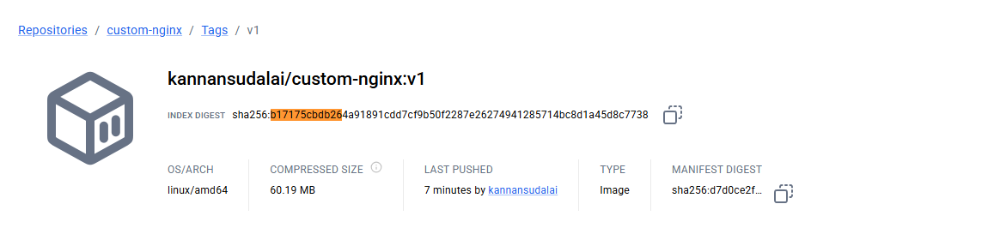 Repositories / custom-nginx / Tags / v1
kannansudalai/custom-nginx:v1
INDEX DIGEST sha256:b17175cbdb264a91891cdd7cf9b50f2287e26274941285714bc8d1a45d8c7738
OS/ARCH
linux/amd64
COMPRESSED SIZE
60.19 MB
LAST PUSHED
7 minutes by kannansudalai
TYPE
Image
MANIFEST DIGEST
sha256:d7d0ce2f...